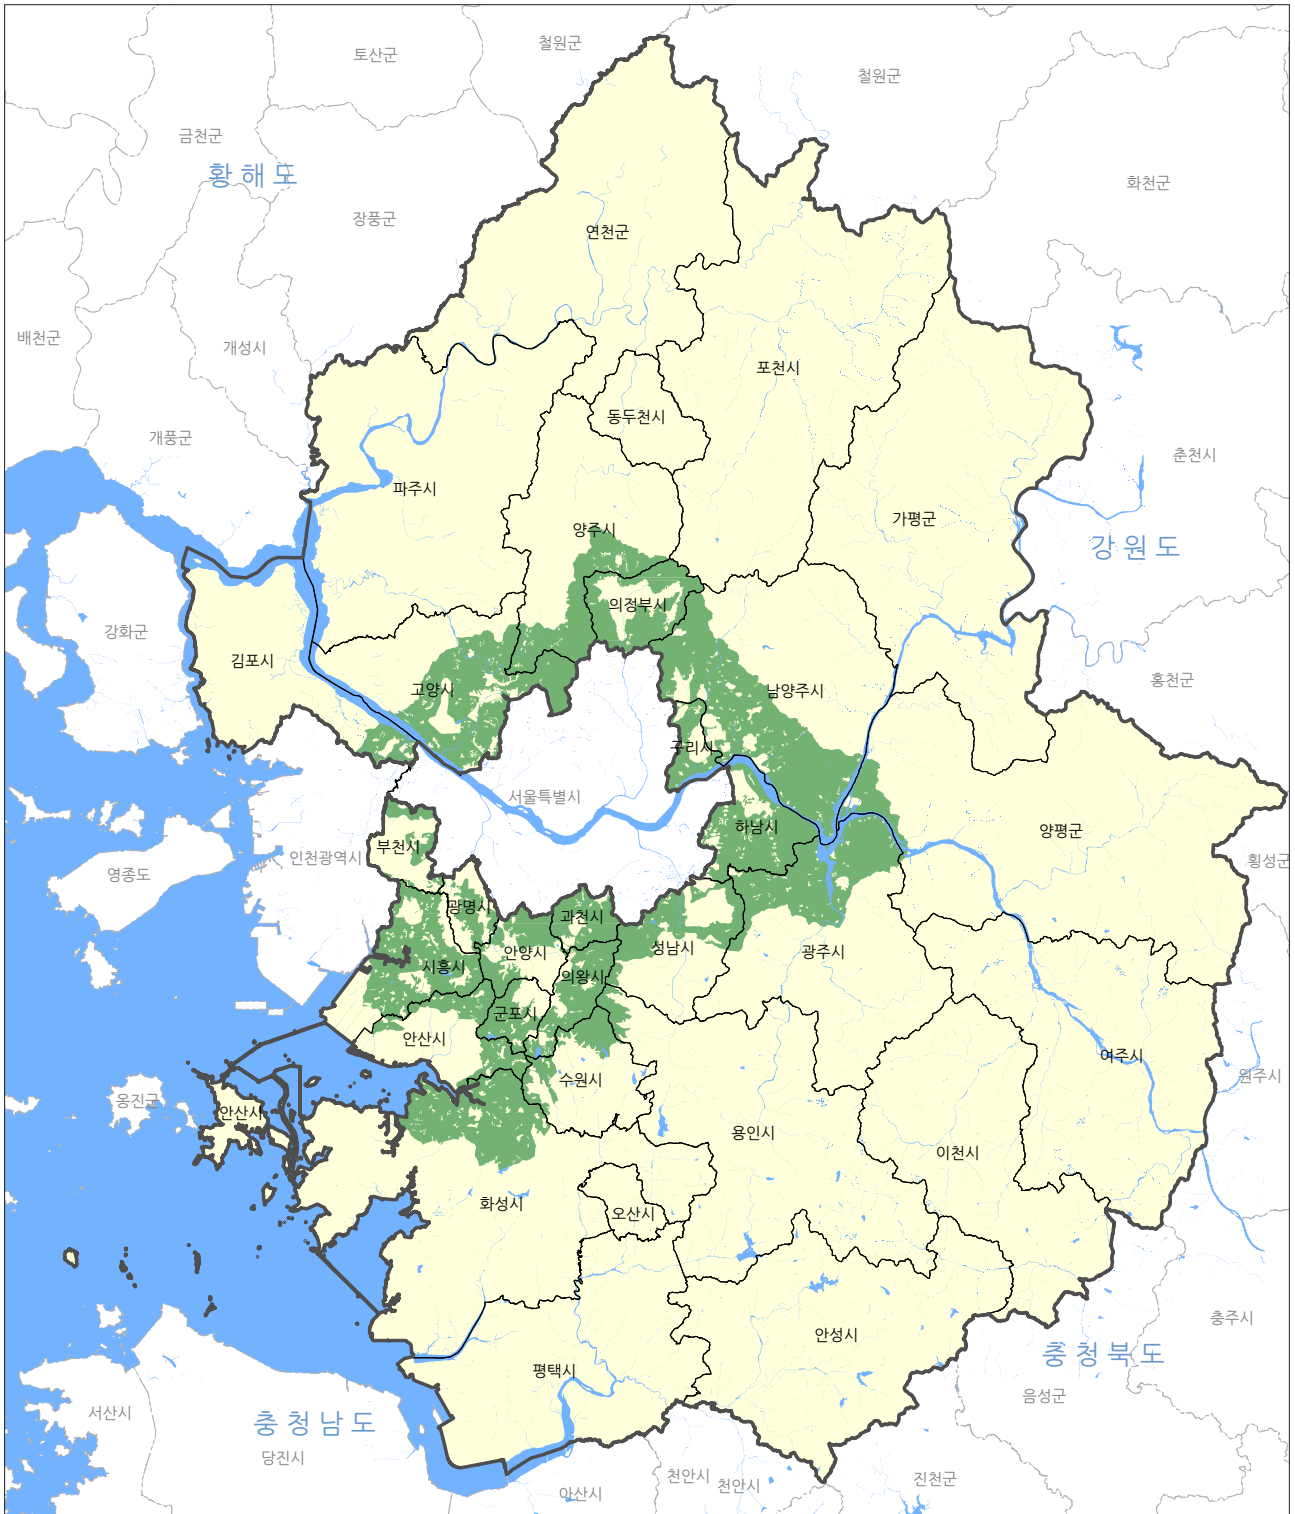 철원군
토산군
철원군
금천군
황해도
화천군
장풍군
연천군
배천군
개성시
포천시
동두천시
개풍군
춘천시
파주시
가평군
양주시
강원도
의정부시
강화군
김포시
고양시
남양주시
홍천군
구리시
서울특별시
하남시
양평군
부천시
인천광역시
횡성군
영종도
광명시
과천시
안양시
성남시
광주시
시흥시
의왕시
군포시
안산시
여주시
수원시
원주시
옹진군
안산시
용인시
이천시
화성시
오산시
충주시
안성시
충청북도
평택시
음성군
서산시
충청남도
당진시
천안시
천안시
진천군
아산시